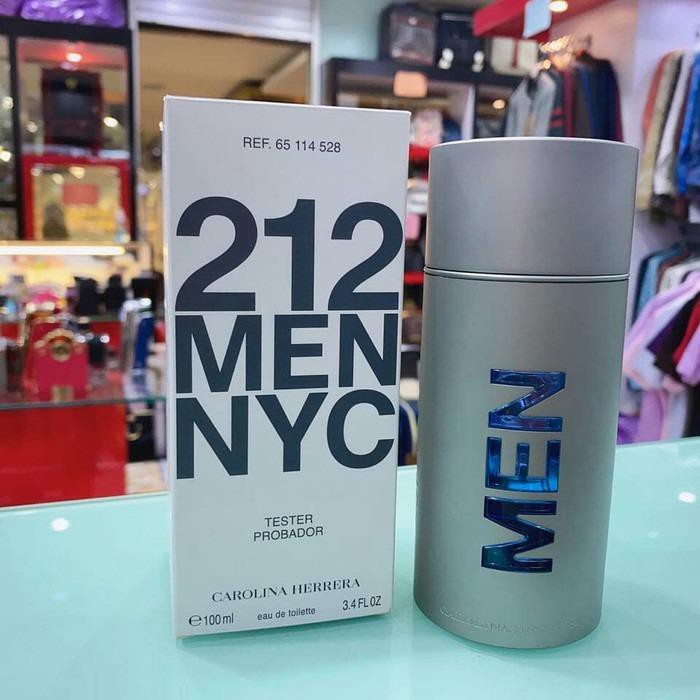 REF. 65 114 528
212
MEN
NYC
TESTER
PROBADOR
CAROLINA HERRERA
℮100ml eau de toilette 3.4 FL OZ
MEN